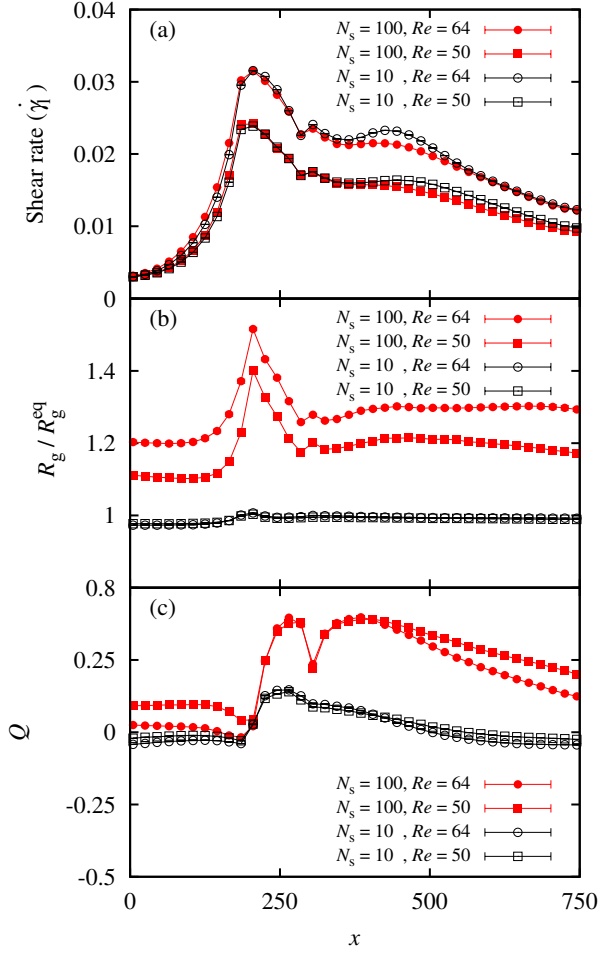 (a)
N_s = 100, Re = 64
N_s = 100, Re = 50
N_s = 10 , Re = 64
N_s = 10 , Re = 50
Shear rate (γ̇_l)
0.04
0.03
0.02
0.01
0
(b)
N_s = 100, Re = 64
N_s = 100, Re = 50
N_s = 10 , Re = 64
N_s = 10 , Re = 50
R_g / R_g^eq
1.4
1.2
1
(c)
0.8
0.25
0
-0.25
-0.5
Q
N_s = 100, Re = 64
N_s = 100, Re = 50
N_s = 10 , Re = 64
N_s = 10 , Re = 50
0 250 500 750
x